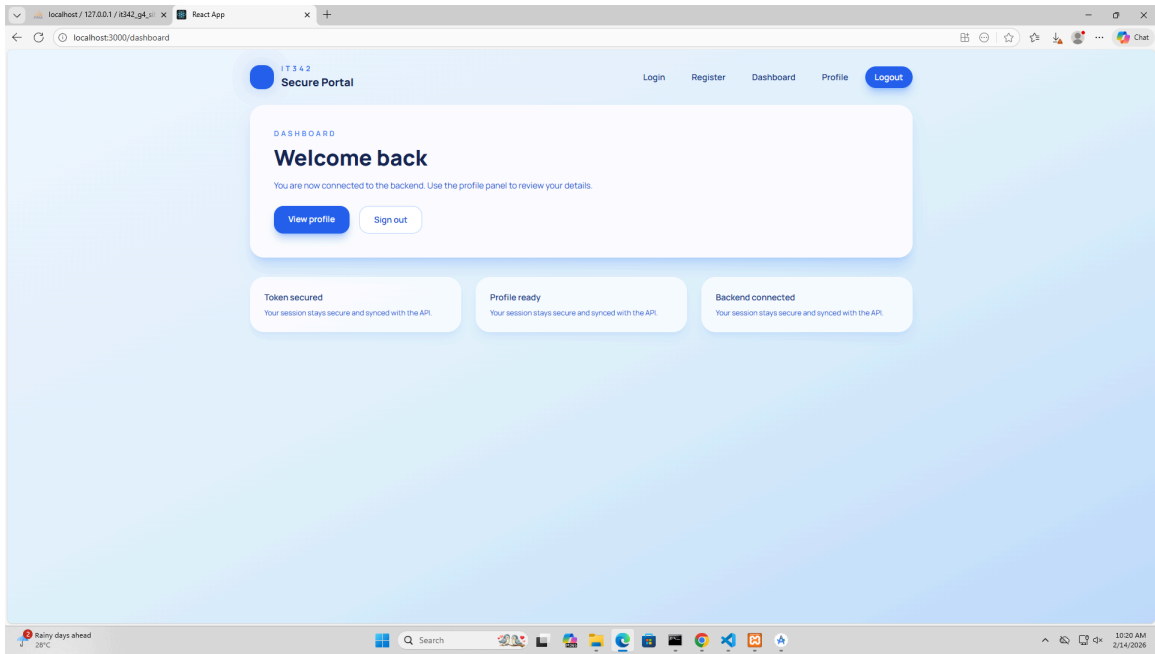 localhost / 127.0.0.1 / it342_g4_si
React App
localhost:3000/dashboard
Chat
IT342
Secure Portal
Login
Register
Dashboard
Profile
Logout
DASHBOARD
Welcome back
You are now connected to the backend. Use the profile panel to review your details.
View profile
Sign out
Token secured
Your session stays secure and synced with the API.
Profile ready
Your session stays secure and synced with the API.
Backend connected
Your session stays secure and synced with the API.
2
Rainy days ahead
28°C
Search
10:20 AM
2/14/2026